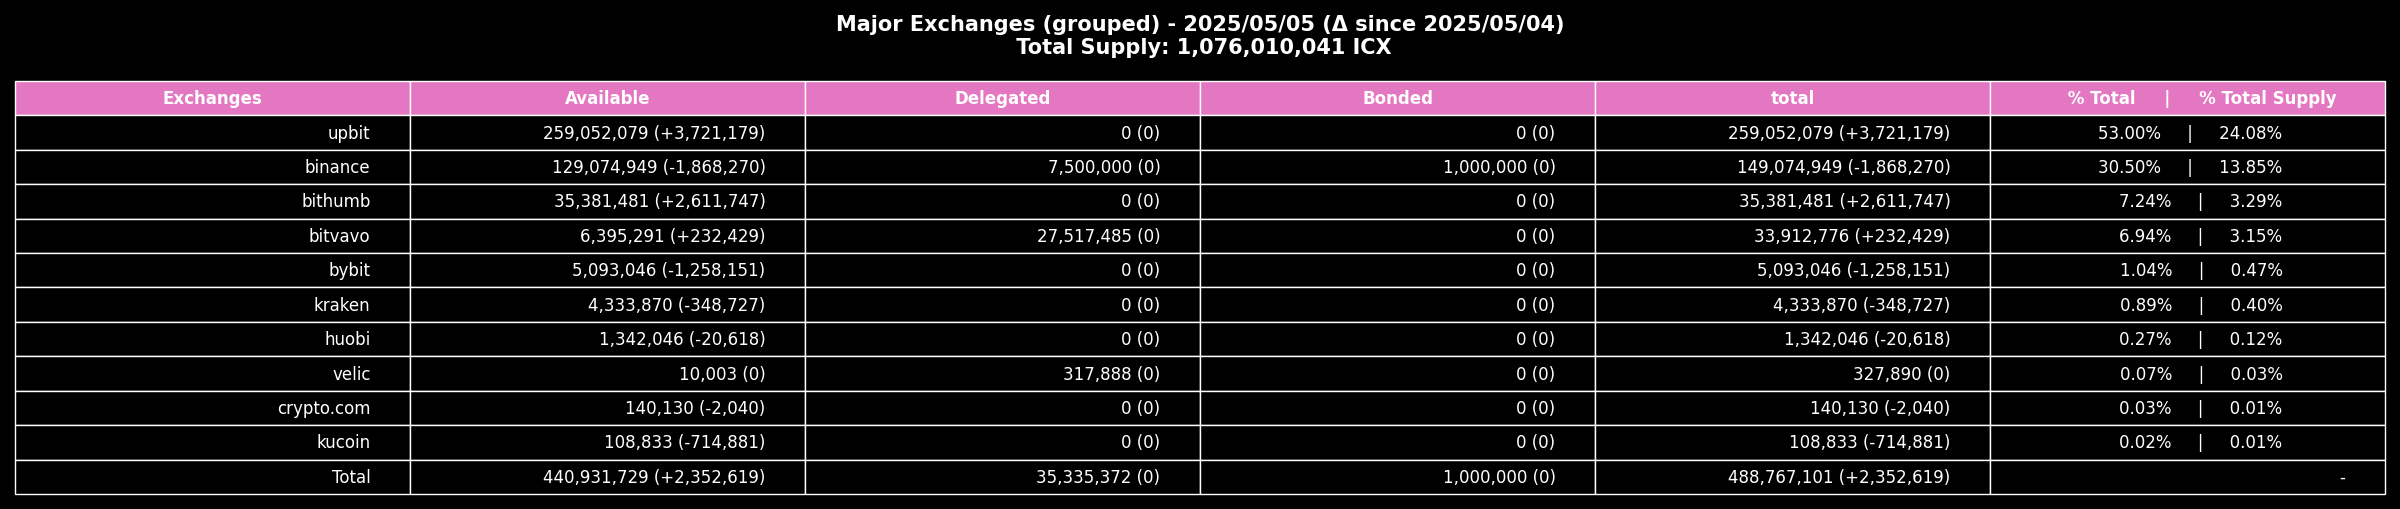 Major Exchanges (grouped) - 2025/05/05 (Δ since 2025/05/04)
Total Supply: 1,076,010,041 ICX
Exchanges Available Delegated Bonded total % Total | % Total Supply
upbit 259,052,079 (+3,721,179) 0 (0) 0 (0) 259,052,079 (+3,721,179) 53.00% | 24.08%
binance 129,074,949 (-1,868,270) 7,500,000 (0) 1,000,000 (0) 149,074,949 (-1,868,270) 30.50% | 13.85%
bithumb 35,381,481 (+2,611,747) 0 (0) 0 (0) 35,381,481 (+2,611,747) 7.24% | 3.29%
bitvavo 6,395,291 (+232,429) 27,517,485 (0) 0 (0) 33,912,776 (+232,429) 6.94% | 3.15%
bybit 5,093,046 (-1,258,151) 0 (0) 0 (0) 5,093,046 (-1,258,151) 1.04% | 0.47%
kraken 4,333,870 (-348,727) 0 (0) 0 (0) 4,333,870 (-348,727) 0.89% | 0.40%
huobi 1,342,046 (-20,618) 0 (0) 0 (0) 1,342,046 (-20,618) 0.27% | 0.12%
velic 10,003 (0) 317,888 (0) 0 (0) 327,890 (0) 0.07% | 0.03%
crypto.com 140,130 (-2,040) 0 (0) 0 (0) 140,130 (-2,040) 0.03% | 0.01%
kucoin 108,833 (-714,881) 0 (0) 0 (0) 108,833 (-714,881) 0.02% | 0.01%
Total 440,931,729 (+2,352,619) 35,335,372 (0) 1,000,000 (0) 488,767,101 (+2,352,619) -